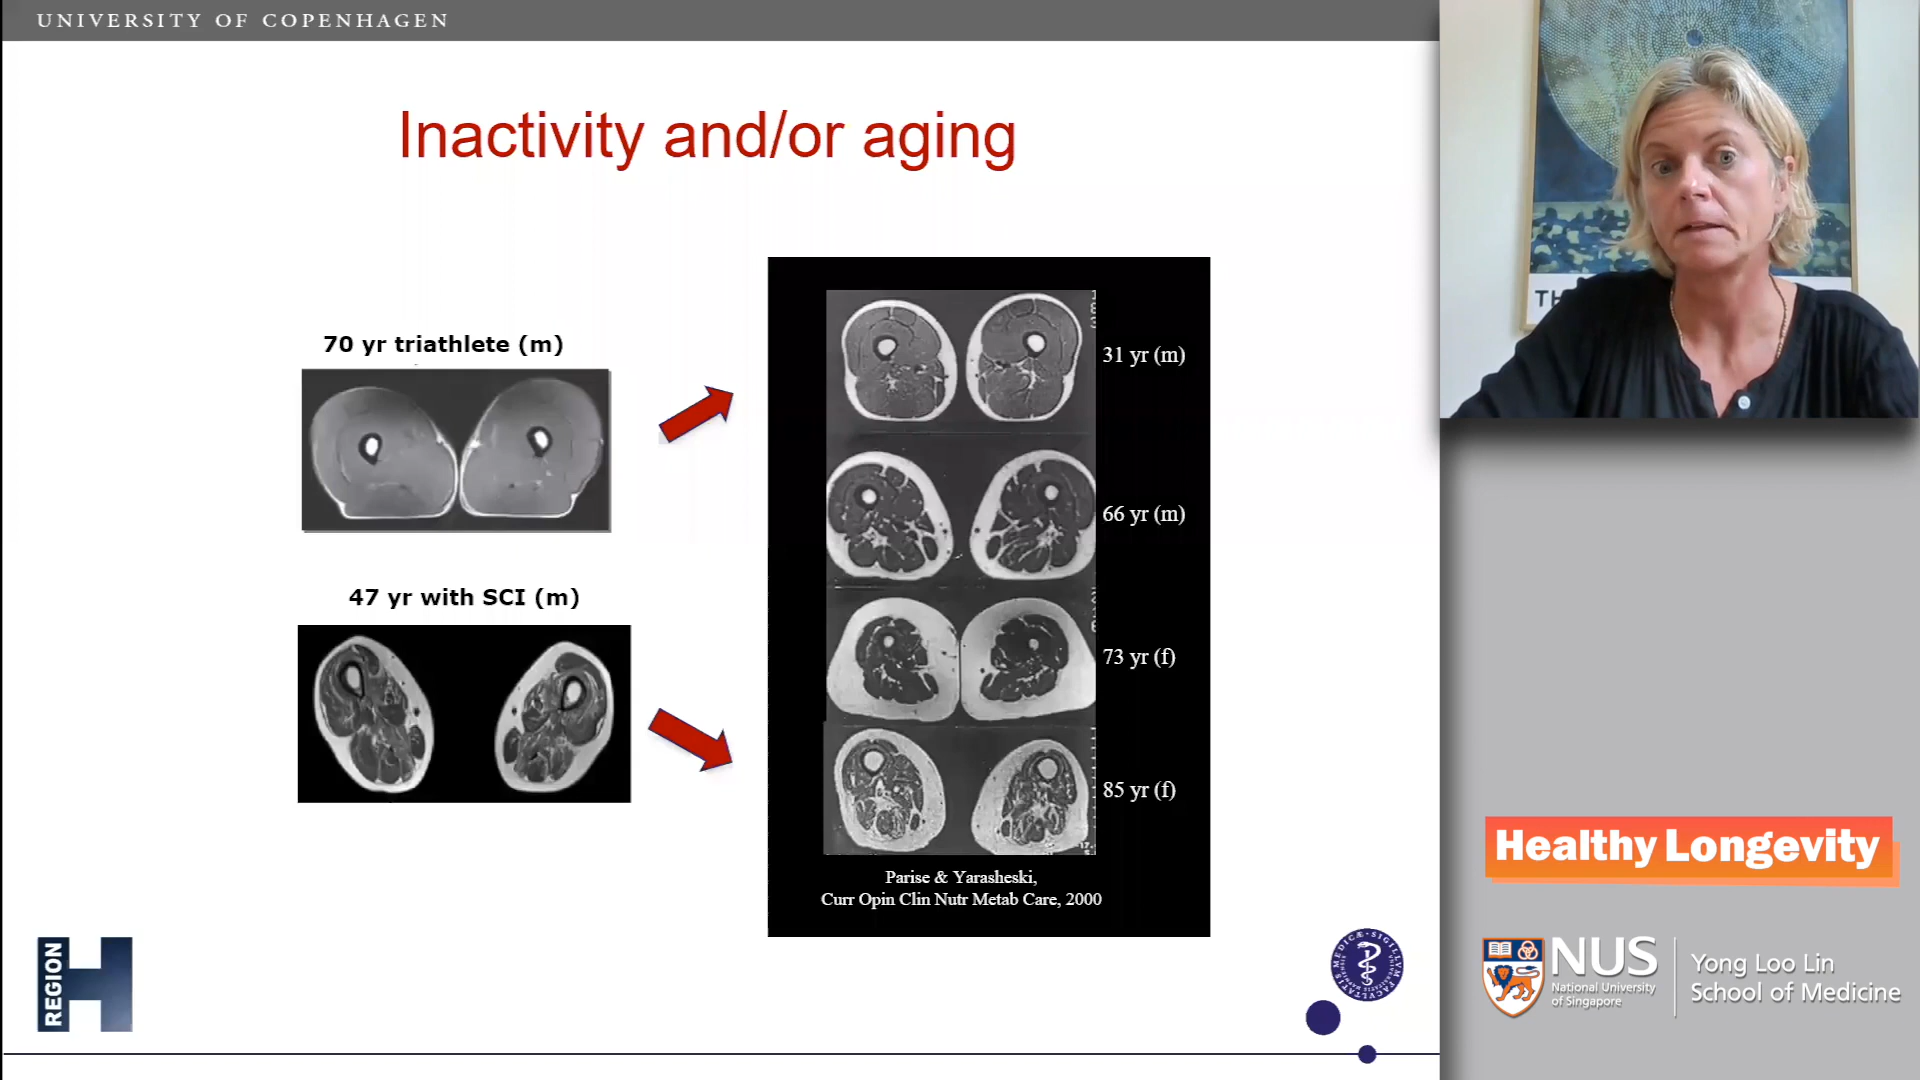 UNIVERSITY OF COPENHAGEN
Inactivity and/or aging
70 yr triathlete (m)
47 yr with SCI (m)
31 yr (m)
66 yr (m)
73 yr (f)
85 yr (f)
Parise & Yarasheski,
Curr Opin Clin Nutr Metab Care, 2000
REGION
H
TH
Healthy Longevity
NUS
National University
of Singapore
Yong Loo Lin
School of Medicine